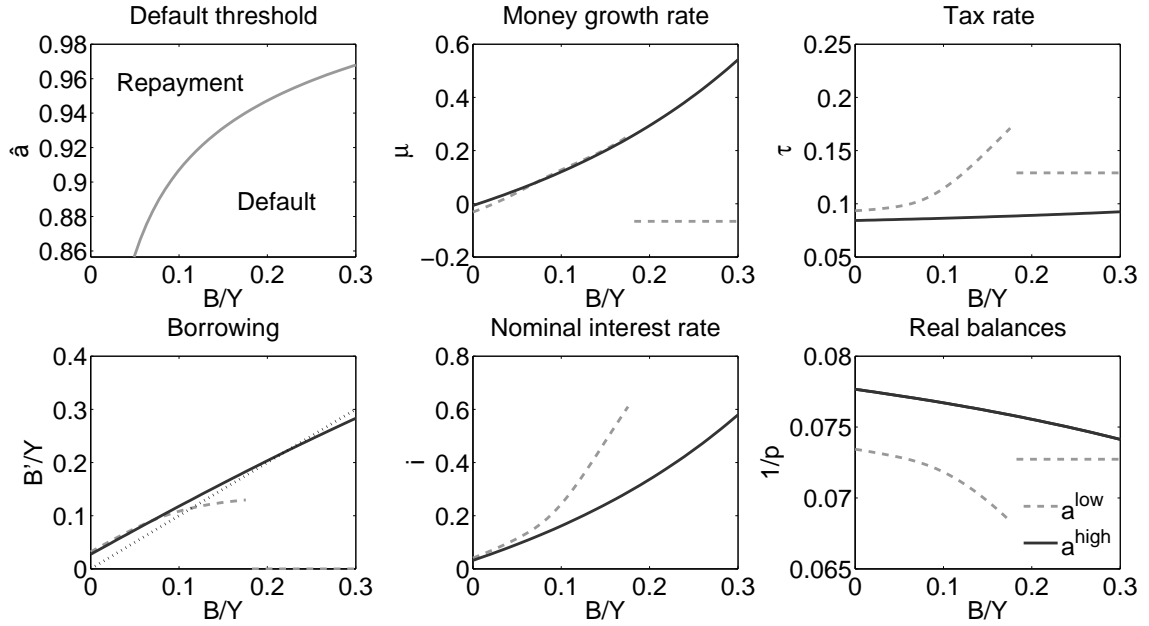 Default threshold
0.98
0.96
0.94
0.92
0.9
0.88
0.86
â
Repayment
Default
0 0.1 0.2 0.3
B/Y
Money growth rate
0.6
0.4
0.2
0
−0.2
μ
0 0.1 0.2 0.3
B/Y
Tax rate
0.25
0.2
0.15
0.1
0.05
τ
0 0.1 0.2 0.3
B/Y
Borrowing
0.4
0.3
0.2
0.1
0
B'/Y
0 0.1 0.2 0.3
B/Y
Nominal interest rate
0.8
0.6
0.4
0.2
0
i
0 0.1 0.2 0.3
B/Y
Real balances
0.08
0.075
0.07
0.065
1/p
a^low
a^high
0 0.1 0.2 0.3
B/Y